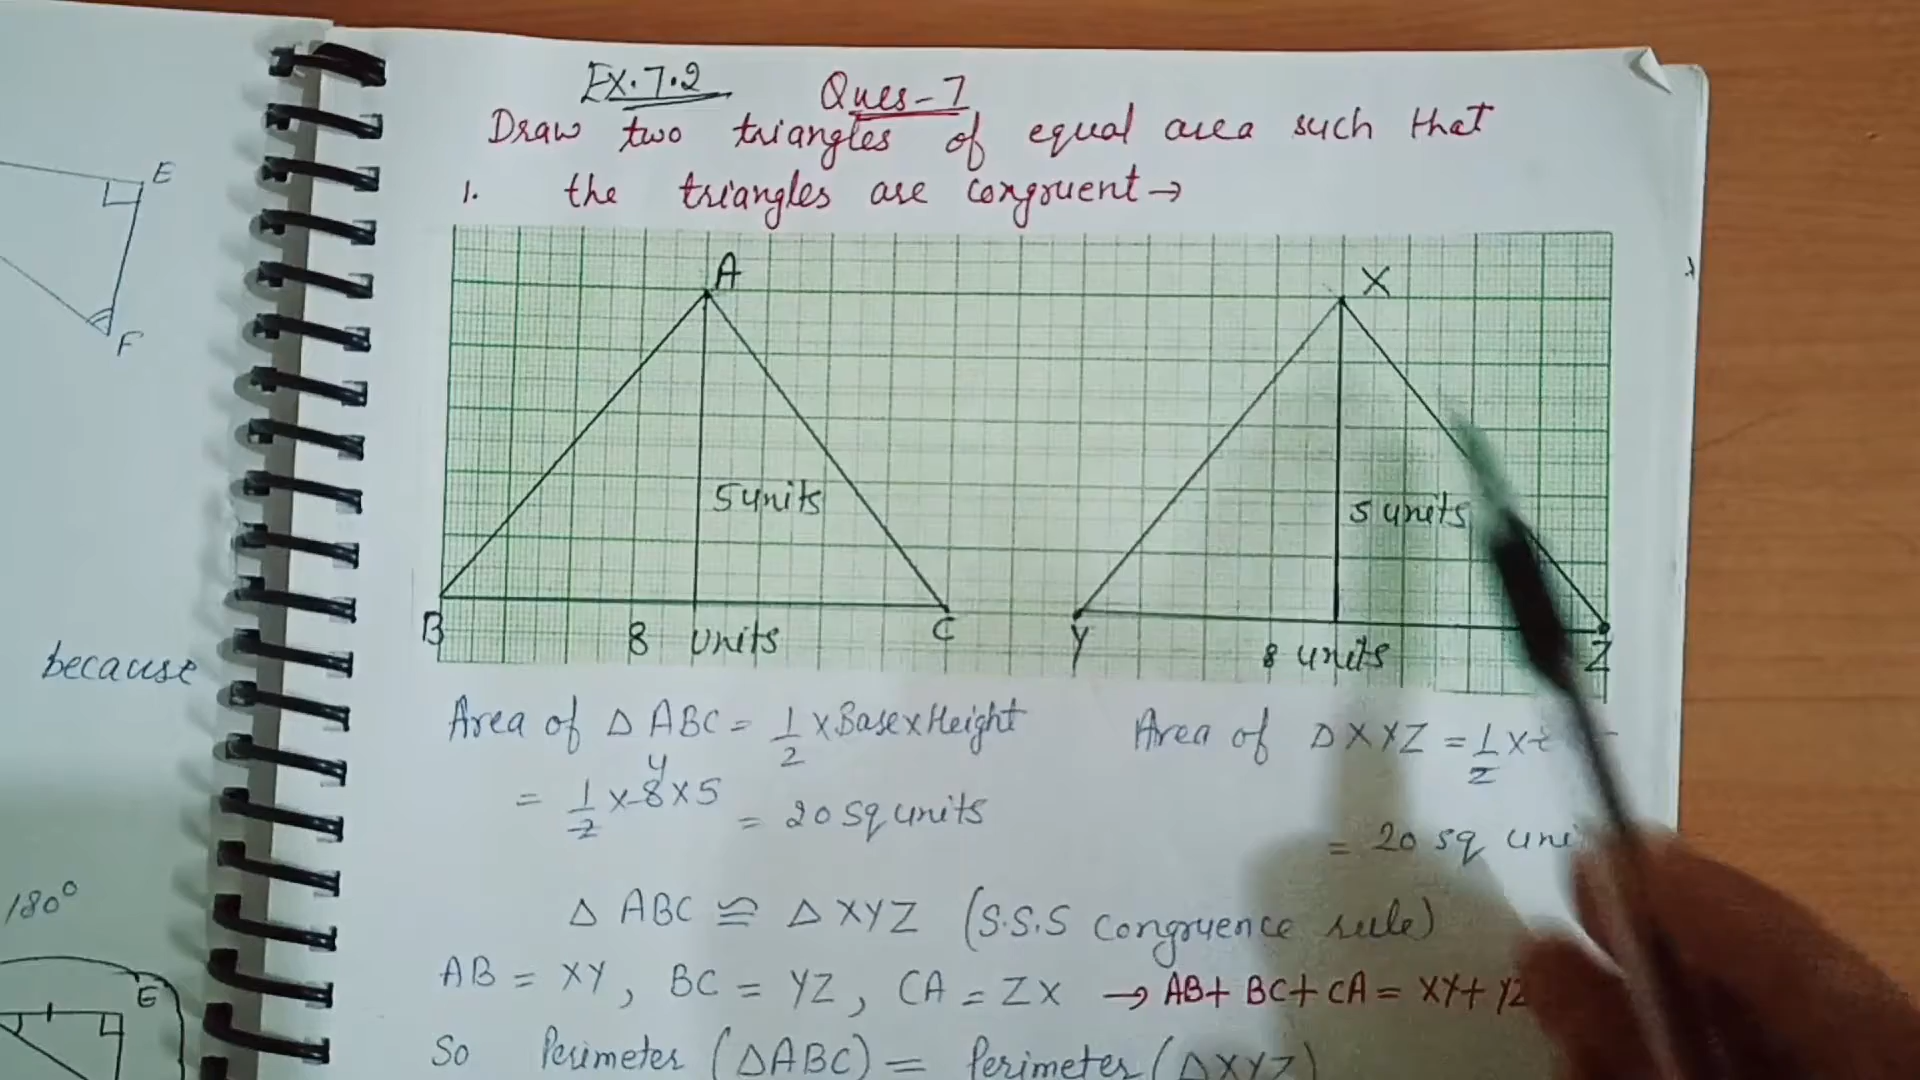 Ex. 7.2 Ques-7
Draw two triangles of equal area such that
1. the triangles are congruent →
A
X
E
F
5 units
5 units
B 8 units C
Y 8 units Z
because
Area of △ ABC = 1/2 x Base x Height
Area of △ XYZ = 1/2 x
4
= 1/2 x 8 x 5 = 20 sq units
= 20 sq
180°
△ ABC ≅ △ XYZ (S.S.S congruence rule)
AB = XY, BC = YZ, CA = ZX → AB+ BC+ CA = XY+ YZ
E
So Perimeter (△ABC) = Perimeter (△XYZ)